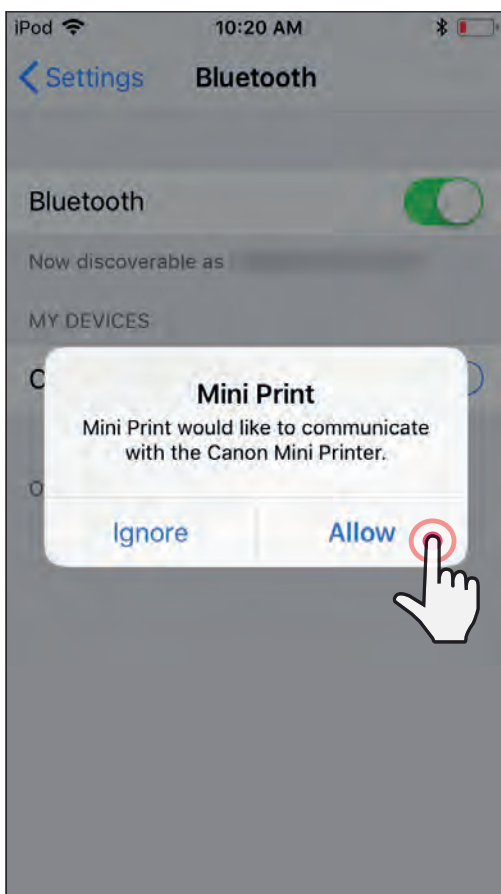 iPod 10:20 AM
Settings Bluetooth
Bluetooth
Now discoverable as
MY DEVICES
C
Mini Print
Mini Print would like to communicate
with the Canon Mini Printer.
O
Ignore Allow